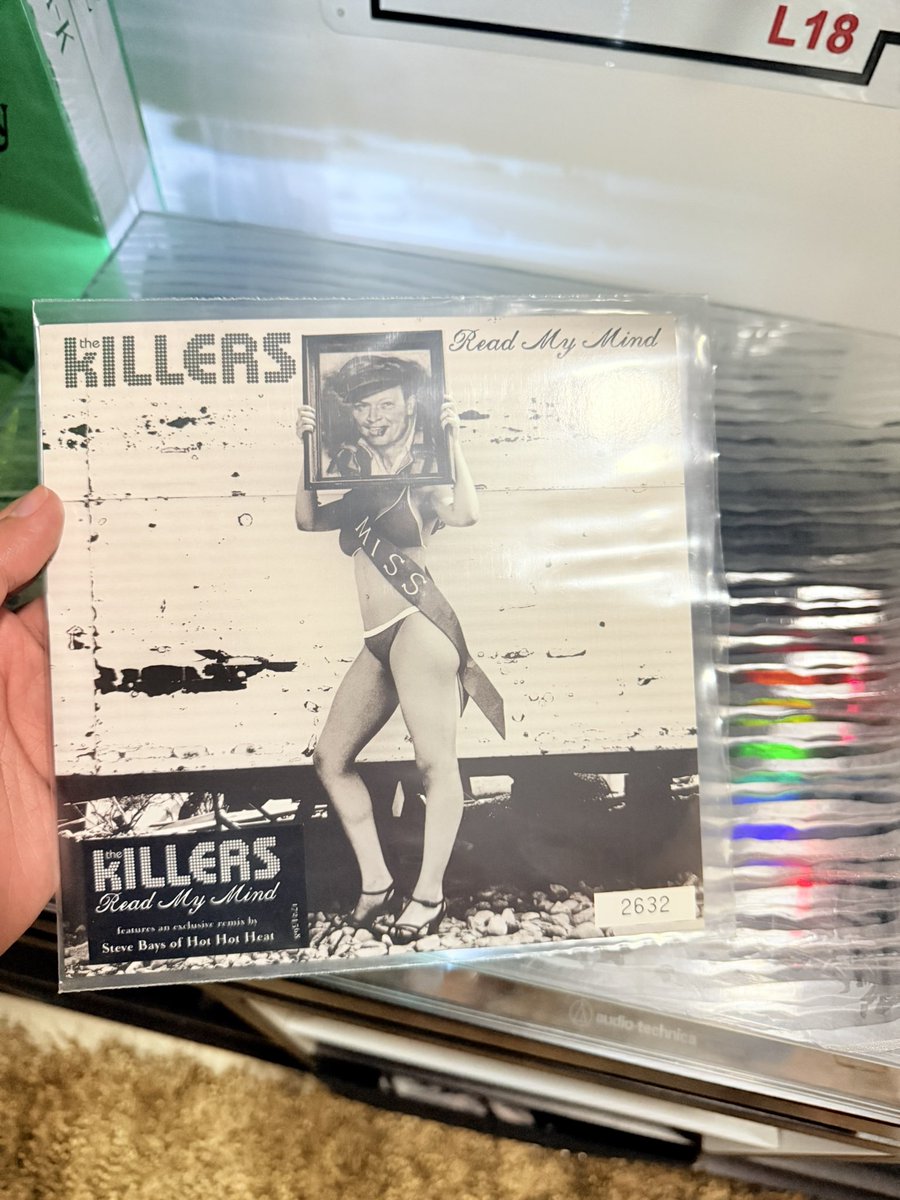 L18
the
KILLERS
Read My Mind
MISS
the
KILLERS
Read My Mind
features an exclusive remix by
Steve Bays of Hot Hot Heat
2632
audio-technica